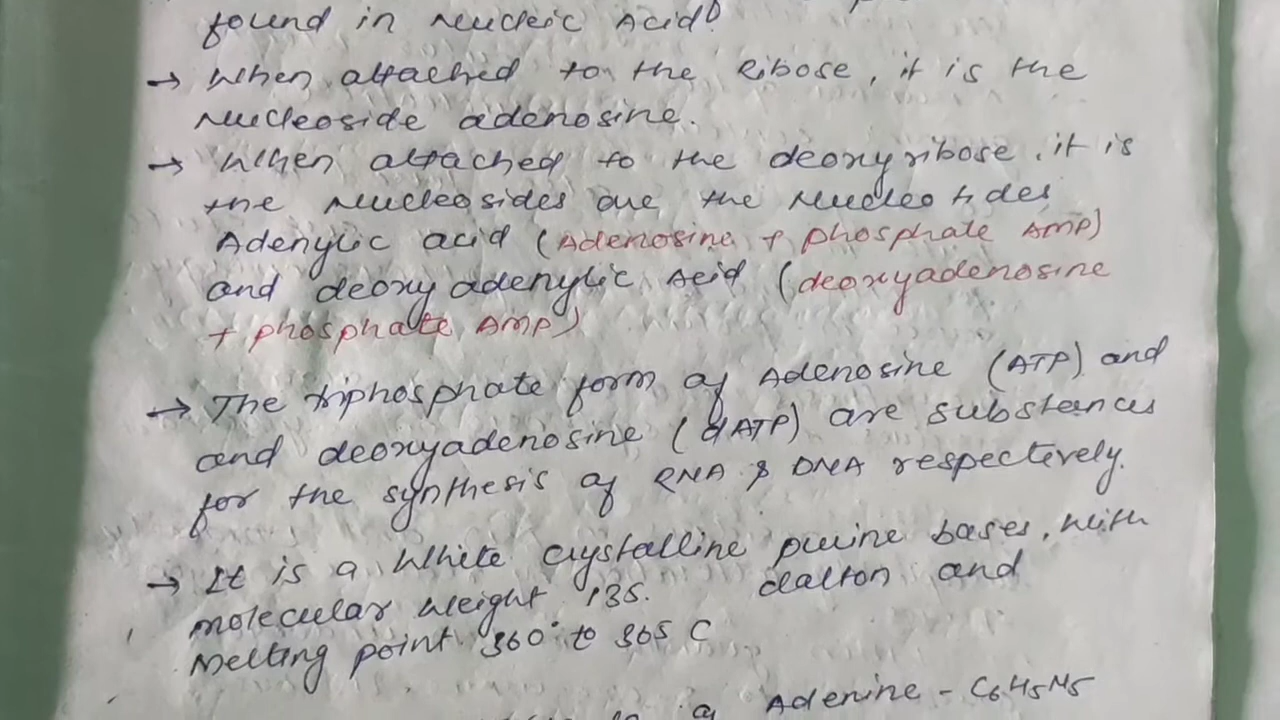 found in Nucleic Acid
→ When attached to the Ribose, it is the
Nucleoside adenosine.
→ When attached to the deoxyribose, it is
the Nucleosides are the Nucleotides
Adenylic acid (Adenosine + phosphate AMP)
and deoxyadenylic Acid (deoxyadenosine
+ phosphate AMP)
→ The triphosphate form of Adenosine (ATP) and
and deoxyadenosine (dATP) are substances
for the synthesis of RNA & DNA respectively.
→ It is a white crystalline purine bases, with
molecular weight 135. dalton and
Melting point 360° to 365 C
Adenine - C6H5N5